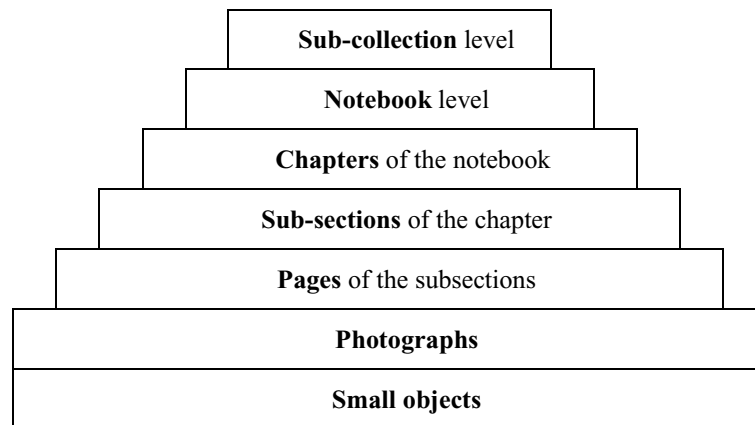 Sub-collection level
Notebook level
Chapters of the notebook
Sub-sections of the chapter
Pages of the subsections
Photographs
Small objects